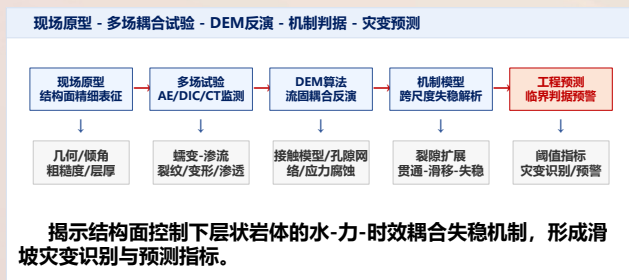 现场原型 - 多场耦合试验 - DEM反演 - 机制判据 - 灾变预测
现场原型
结构面精细表征
多场试验
AE/DIC/CT监测
DEM算法
流固耦合反演
机制模型
跨尺度失稳解析
工程预测
临界判据预警
几何/倾角
粗糙度/层厚
蠕变-渗流
裂纹/变形/渗透
接触模型/孔隙网
络/应力腐蚀
裂隙扩展
贯通-滑移-失稳
阈值指标
灾变识别/预警
揭示结构面控制下层状岩体的水-力-时效耦合失稳机制，形成滑
坡灾变识别与预测指标。